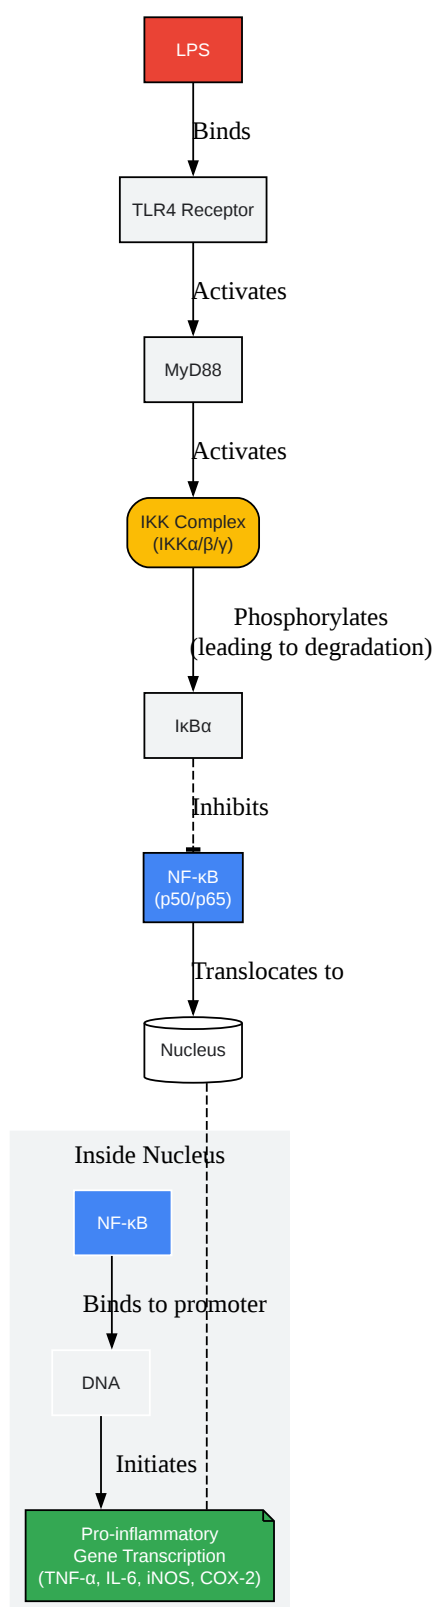 LPS
Binds
TLR4 Receptor
Activates
MyD88
Activates
IKK Complex
(IKKα/β/γ)
Phosphorylates
(leading to degradation)
IκBα
Inhibits
NF-κB
(p50/p65)
Translocates to
Nucleus
Inside Nucleus
NF-κB
Binds to promoter
DNA
Initiates
Pro-inflammatory
Gene Transcription
(TNF-α, IL-6, iNOS, COX-2)